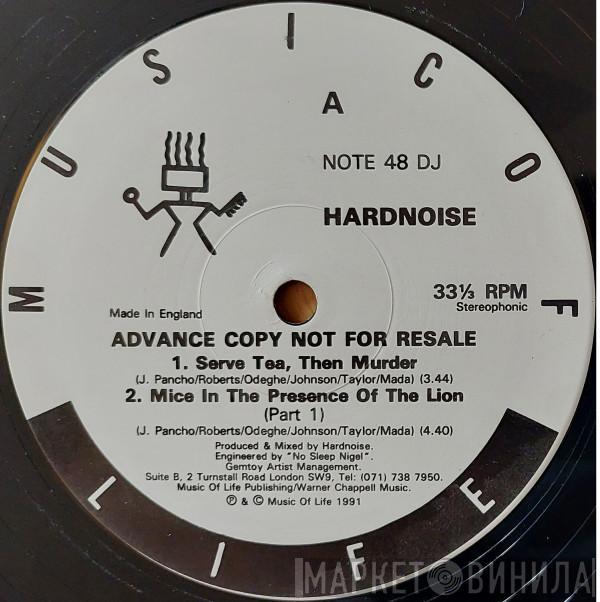 MUSIC OF LIFE
A
NOTE 48 DJ
HARDNOISE
33⅓ RPM
Stereophonic
Made In England
ADVANCE COPY NOT FOR RESALE
1. Serve Tea, Then Murder
(J. Pancho/Roberts/Odeghe/Johnson/Taylor/Mada) (3.44)
2. Mice In The Presence Of The Lion
(Part 1)
(J. Pancho/Roberts/Odeghe/Johnson/Taylor/Mada) (4.40)
Produced & Mixed by Hardnoise.
Engineered by "No Sleep Nigel".
Gemtoy Artist Management.
Suite B, 2 Turnstall Road London SW9, Tel: (071) 738 7950.
Music Of Life Publishing/Warner Chappell Music.
℗ & © Music Of Life 1991
МАРКЕТ ВИНИЛА